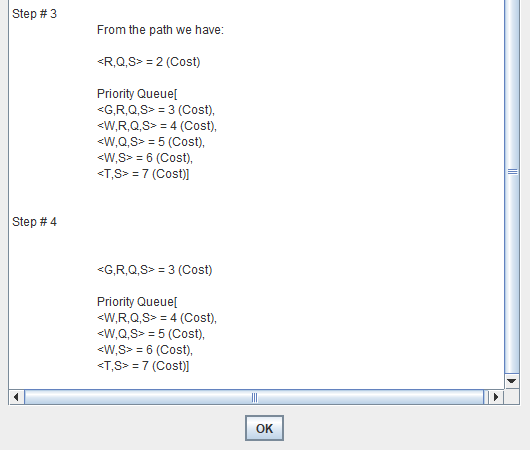 Step # 3
From the path we have:
<R,Q,S> = 2 (Cost)
Priority Queue[
<G,R,Q,S> = 3 (Cost),
<W,R,Q,S> = 4 (Cost),
<W,Q,S> = 5 (Cost),
<W,S> = 6 (Cost),
<T,S> = 7 (Cost)]
Step # 4
<G,R,Q,S> = 3 (Cost)
Priority Queue[
<W,R,Q,S> = 4 (Cost),
<W,Q,S> = 5 (Cost),
<W,S> = 6 (Cost),
<T,S> = 7 (Cost)]
OK